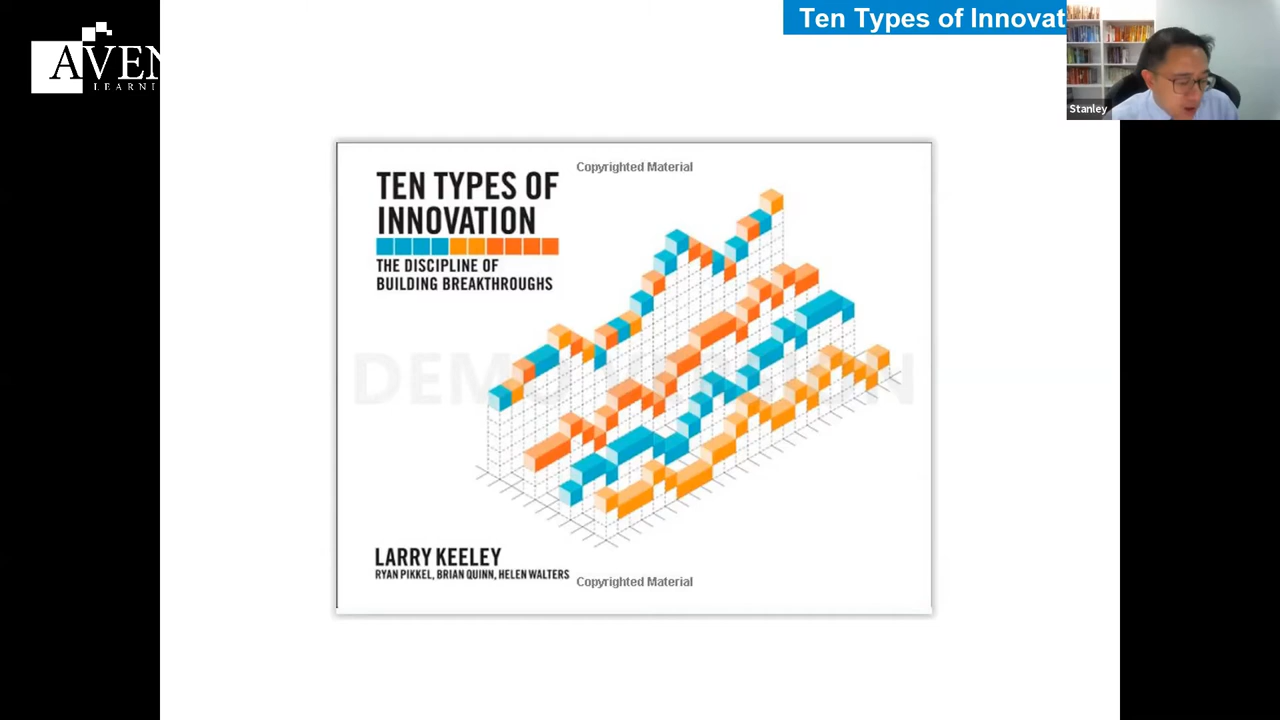 Ten Types of Innovat
AVEN
LEARNI
Stanley
Copyrighted Material
TEN TYPES OF
INNOVATION
THE DISCIPLINE OF
BUILDING BREAKTHROUGHS
LARRY KEELEY
RYAN PIKKEL, BRIAN QUINN, HELEN WALTERS
Copyrighted Material